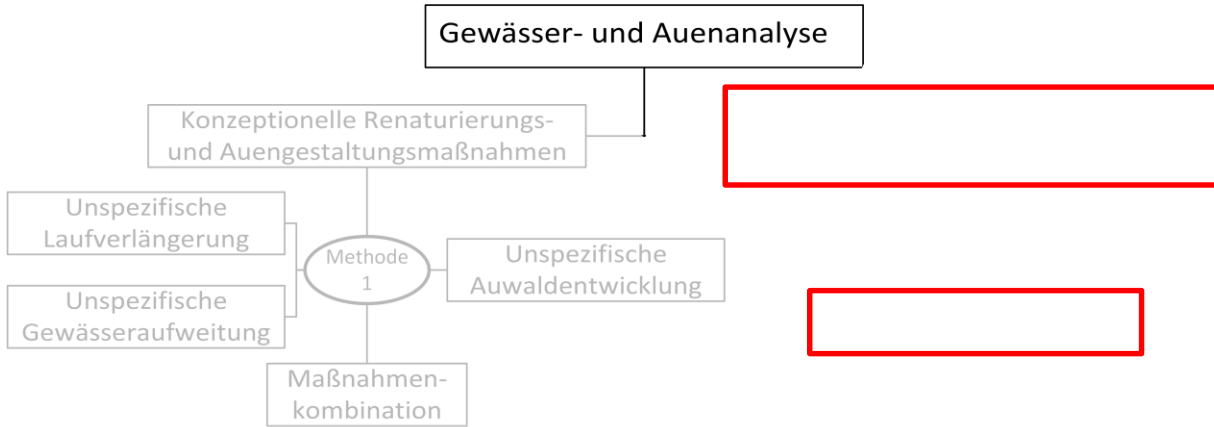 Gewässer- und Auenanalyse
Konzeptionelle Renaturierungs-
und Auengestaltungsmaßnahmen
Unspezifische
Laufverlängerung
Methode
1
Unspezifische
Auwaldentwicklung
Unspezifische
Gewässeraufweitung
Maßnahmen-
kombination